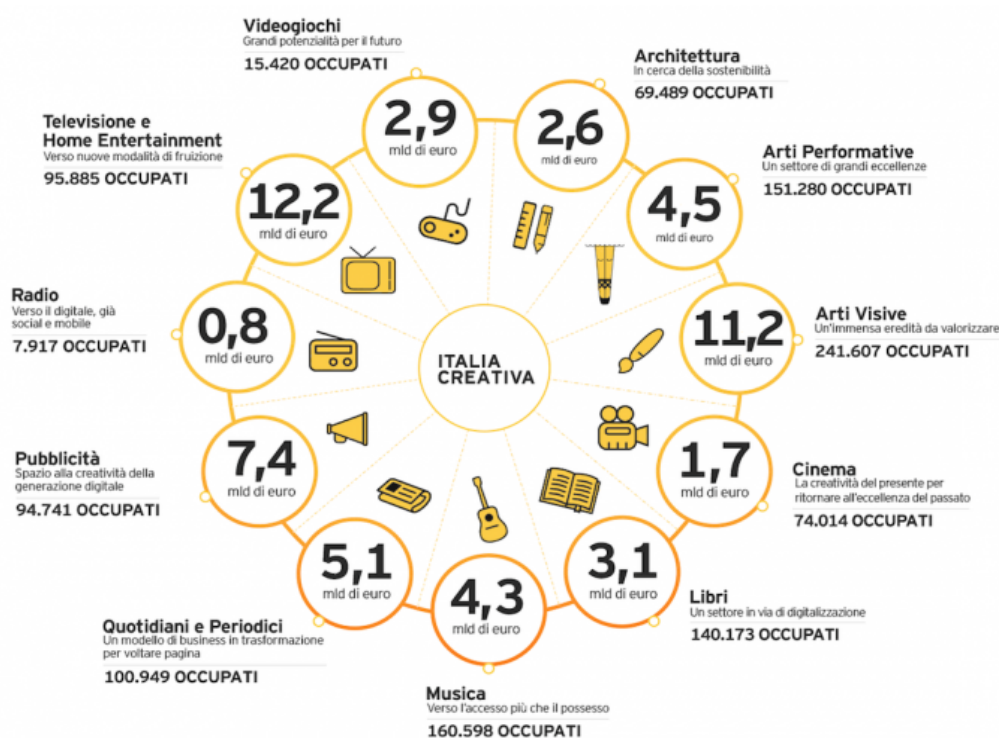 Videogiochi
Grandi potenzialità per il futuro
15.420 OCCUPATI
2,9
mld di euro
Architettura
In cerca della sostenibilità
69.489 OCCUPATI
2,6
mld di euro
Arti Performative
Un settore di grandi eccellenze
151.280 OCCUPATI
4,5
mld di euro
Arti Visive
Un'immensa eredità da valorizzare
241.607 OCCUPATI
11,2
mld di euro
Cinema
La creatività del presente per
ritornare all'eccellenza del passato
74.014 OCCUPATI
1,7
mld di euro
Libri
Un settore in via di digitalizzazione
140.173 OCCUPATI
3,1
mld di euro
Musica
Verso l'accesso più che il possesso
160.598 OCCUPATI
4,3
mld di euro
Quotidiani e Periodici
Un modello di business in trasformazione
per voltare pagina
100.949 OCCUPATI
5,1
mld di euro
Pubblicità
Spazio alla creatività della
generazione digitale
94.741 OCCUPATI
7,4
mld di euro
Radio
Verso il digitale, già
social e mobile
7.917 OCCUPATI
0,8
mld di euro
Televisione e
Home Entertainment
Verso nuove modalità di fruizione
95.885 OCCUPATI
12,2
mld di euro
ITALIA
CREATIVA